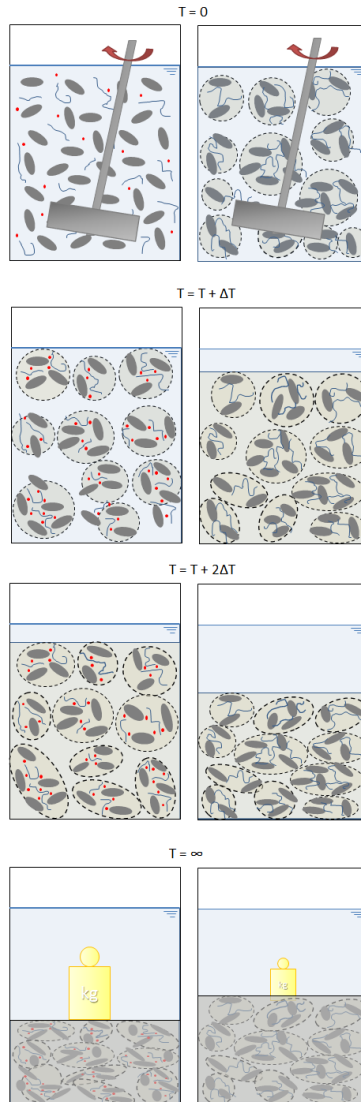 T = 0
T = T + ΔT
T = T + 2ΔT
T = ∞
kg
kg